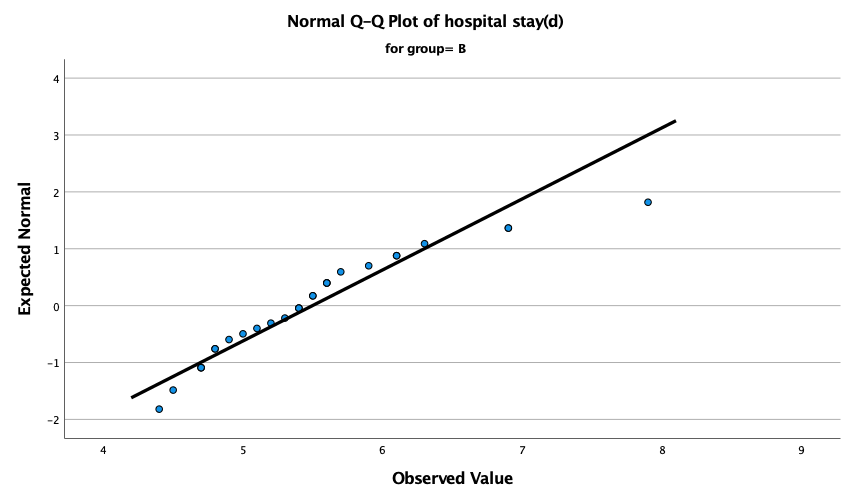 Normal Q–Q Plot of hospital stay(d)
for group= B
Expected Normal
4
3
2
1
0
–1
–2
4 5 6 7 8 9
Observed Value